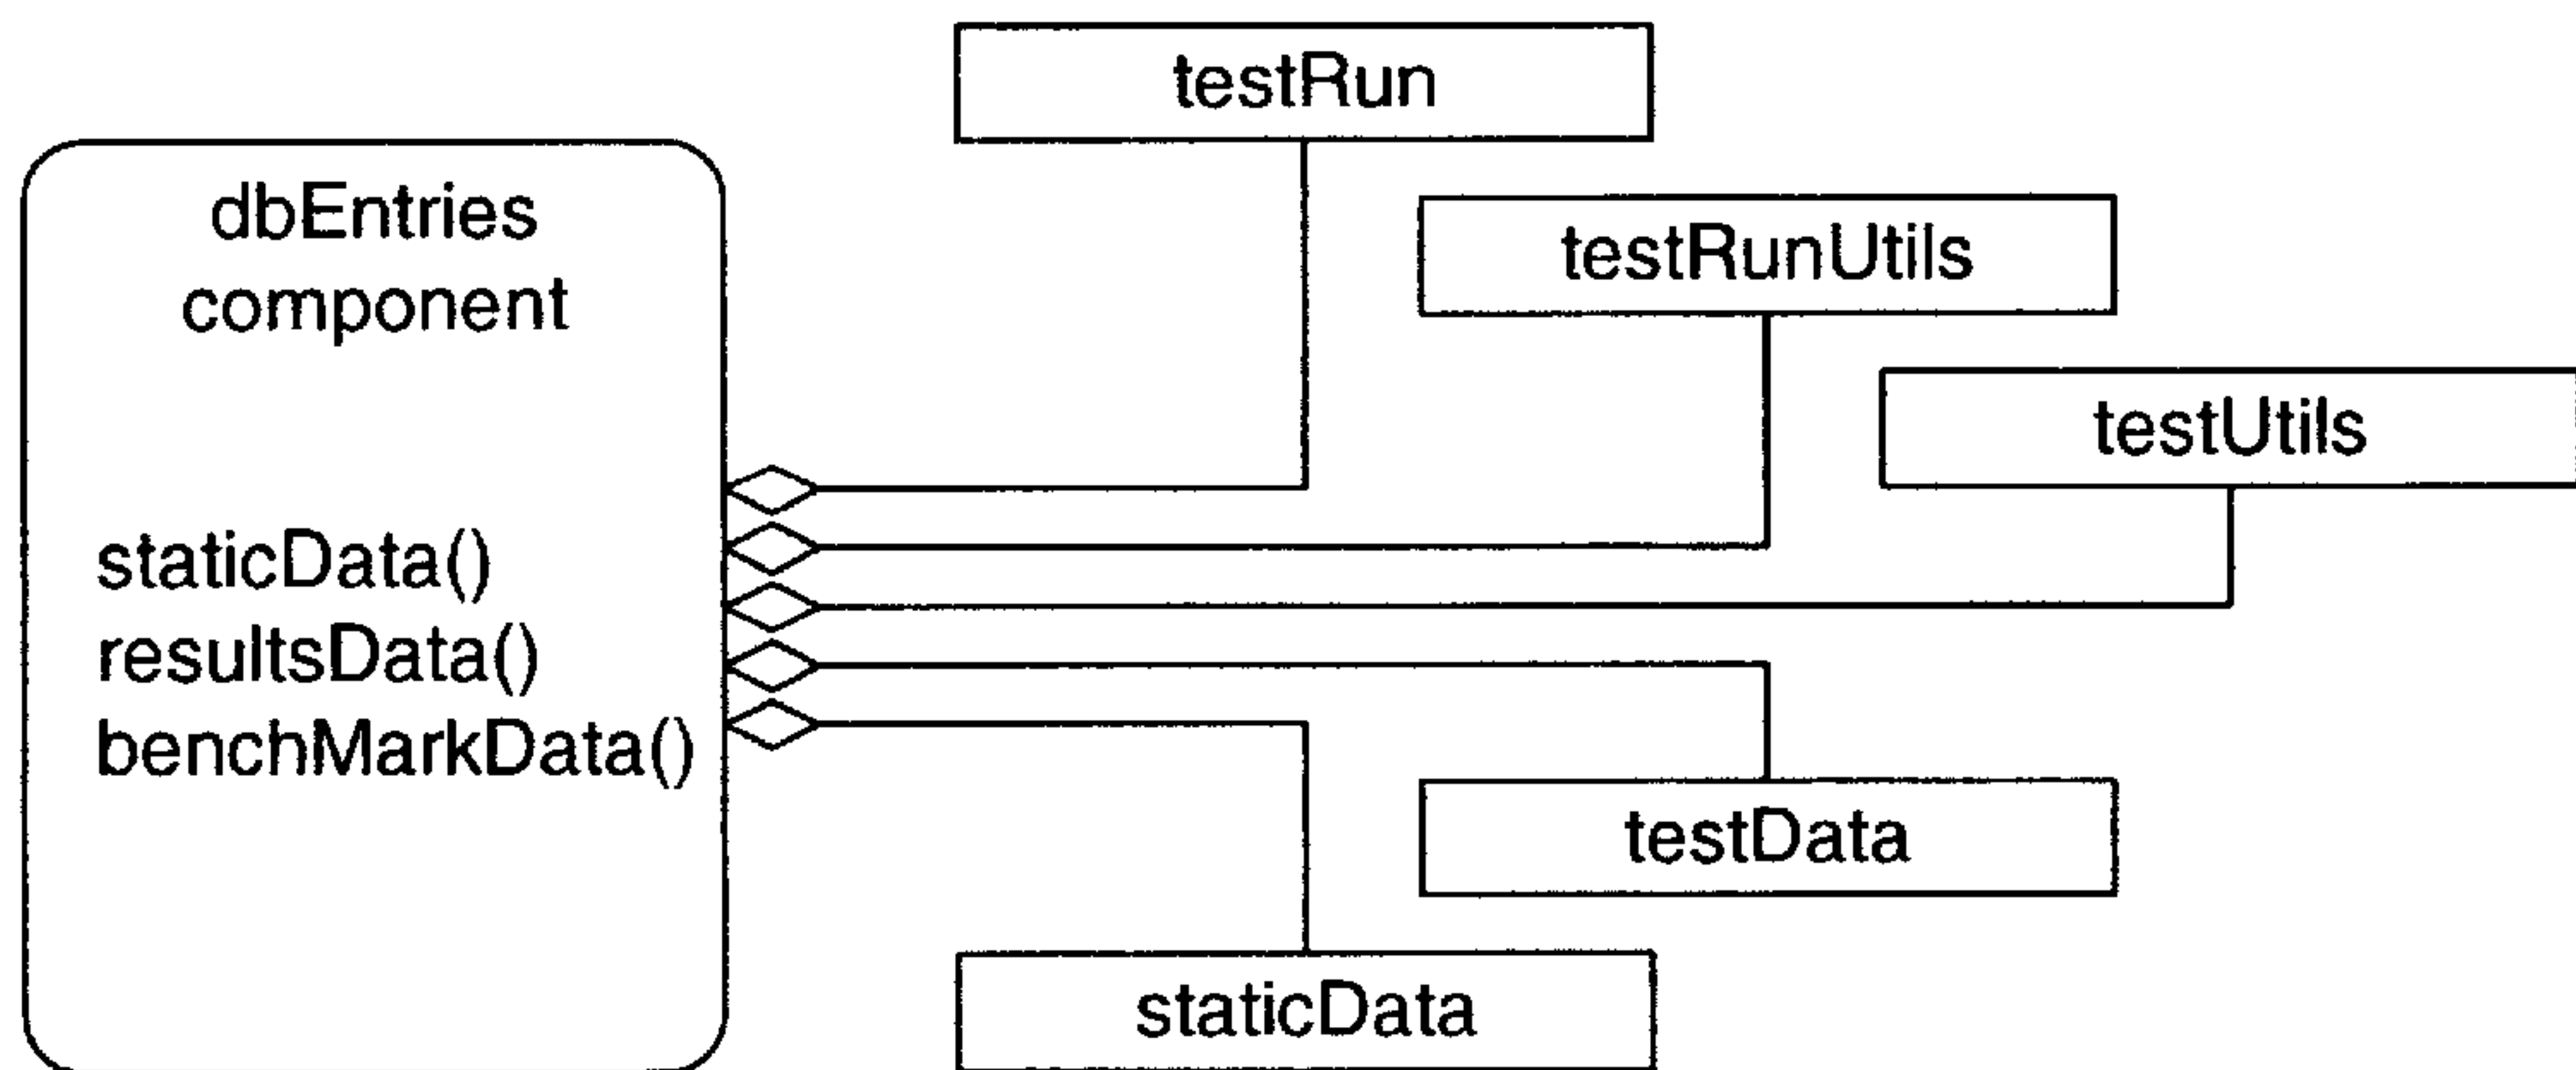 testRun
dbEntries
component
testRunUtils
testUtils
staticData()
resultsData()
benchMarkData()
testData
staticData